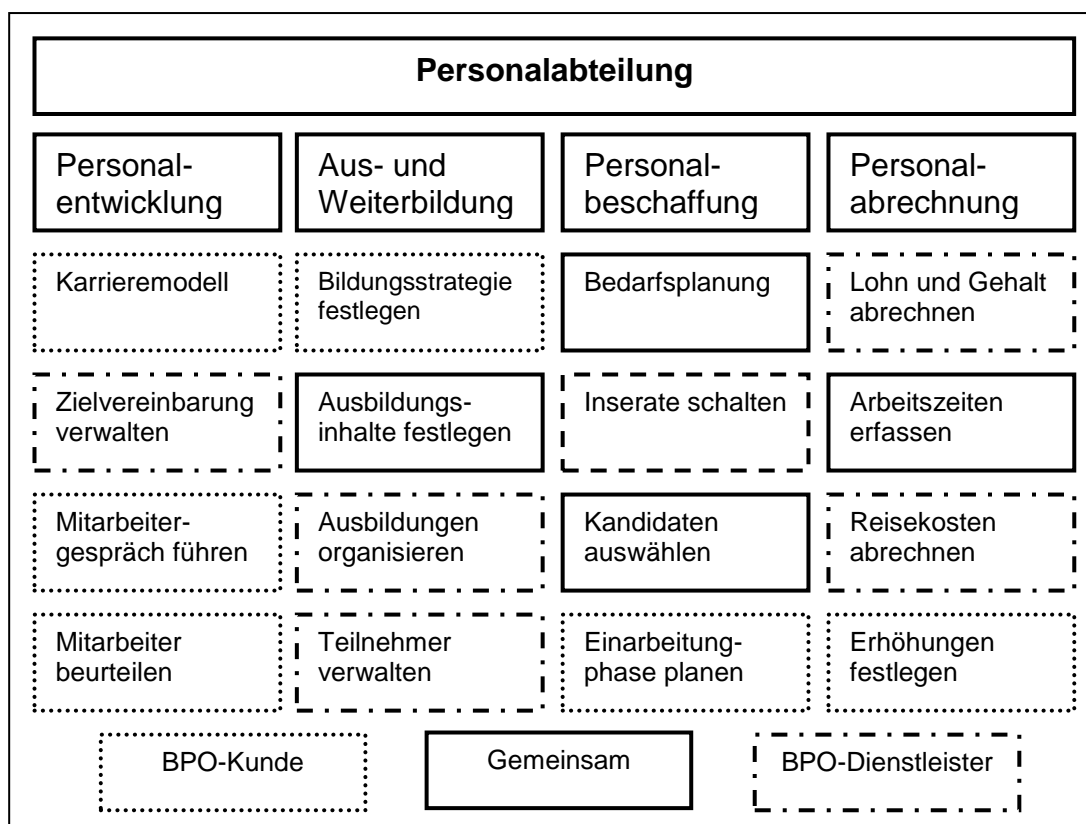 Personalabteilung
Personal-
entwicklung
Aus- und
Weiterbildung
Personal-
beschaffung
Personal-
abrechnung
Karrieremodell
Bildungsstrategie
festlegen
Bedarfsplanung
Lohn und Gehalt
abrechnen
Zielvereinbarung
verwalten
Ausbildungs-
inhalte festlegen
Inserate schalten
Arbeitszeiten
erfassen
Mitarbeiter-
gespräch führen
Ausbildungen
organisieren
Kandidaten
auswählen
Reisekosten
abrechnen
Mitarbeiter
beurteilen
Teilnehmer
verwalten
Einarbeitung-
phase planen
Erhöhungen
festlegen
BPO-Kunde
Gemeinsam
BPO-Dienstleister